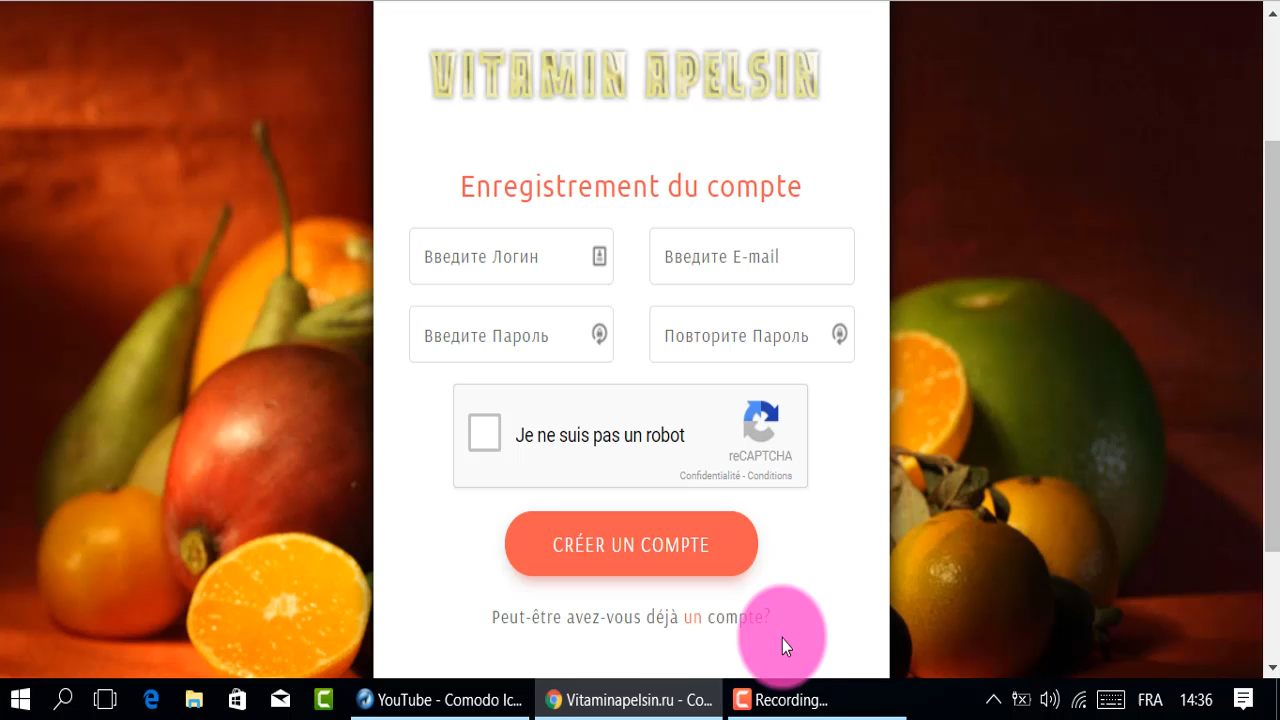 VITAMIN APELSIN
Enregistrement du compte
Введите Логин
Введите E-mail
Введите Пароль
Повторите Пароль
Je ne suis pas un robot
reCAPTCHA
Confidentialité - Conditions
CRÉER UN COMPTE
Peut-être avez-vous déjà un compte?
YouTube - Comodo Ic...
Vitaminapelsin.ru - Co...
Recording...
FRA
14:36